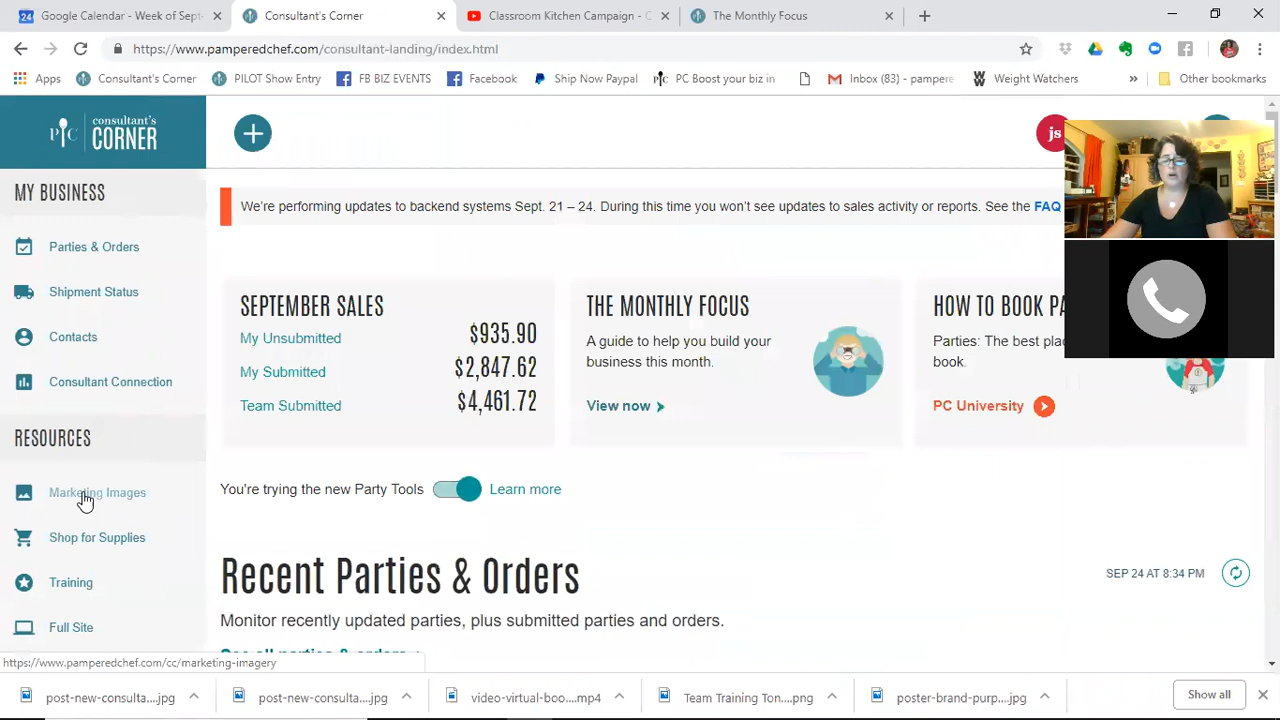 Google Calendar - Week of Sept
Consultant's Corner
Classroom Kitchen Campaign - C
The Monthly Focus
https://www.pamperedchef.com/consultant-landing/index.html
Apps
Consultant's Corner
PILOT Show Entry
FB BIZ EVENTS
Facebook
Ship Now Paypal
PC Boost your biz in
Inbox (83) - pampere
Weight Watchers
Other bookmarks
consultant's
CORNER
js
MY BUSINESS
Parties & Orders
Shipment Status
Contacts
Consultant Connection
RESOURCES
Marketing Images
Shop for Supplies
Training
Full Site
We're performing updates to backend systems Sept. 21 – 24. During this time you won't see updates to sales activity or reports. See the FAQ
SEPTEMBER SALES
My Unsubmitted $935.90
My Submitted $2,847.62
Team Submitted $4,461.72
THE MONTHLY FOCUS
A guide to help you build your
business this month.
View now
HOW TO BOOK PA
Parties: The best pla
book.
PC University
You're trying the new Party Tools
Learn more
Recent Parties & Orders
SEP 24 AT 8:34 PM
Monitor recently updated parties, plus submitted parties and orders.
See all parties & orders
https://www.pamperedchef.com/cc/marketing-imagery
post-new-consulta....jpg
post-new-consulta....jpg
video-virtual-boo....mp4
Team Training Ton....png
poster-brand-purp....jpg
Show all